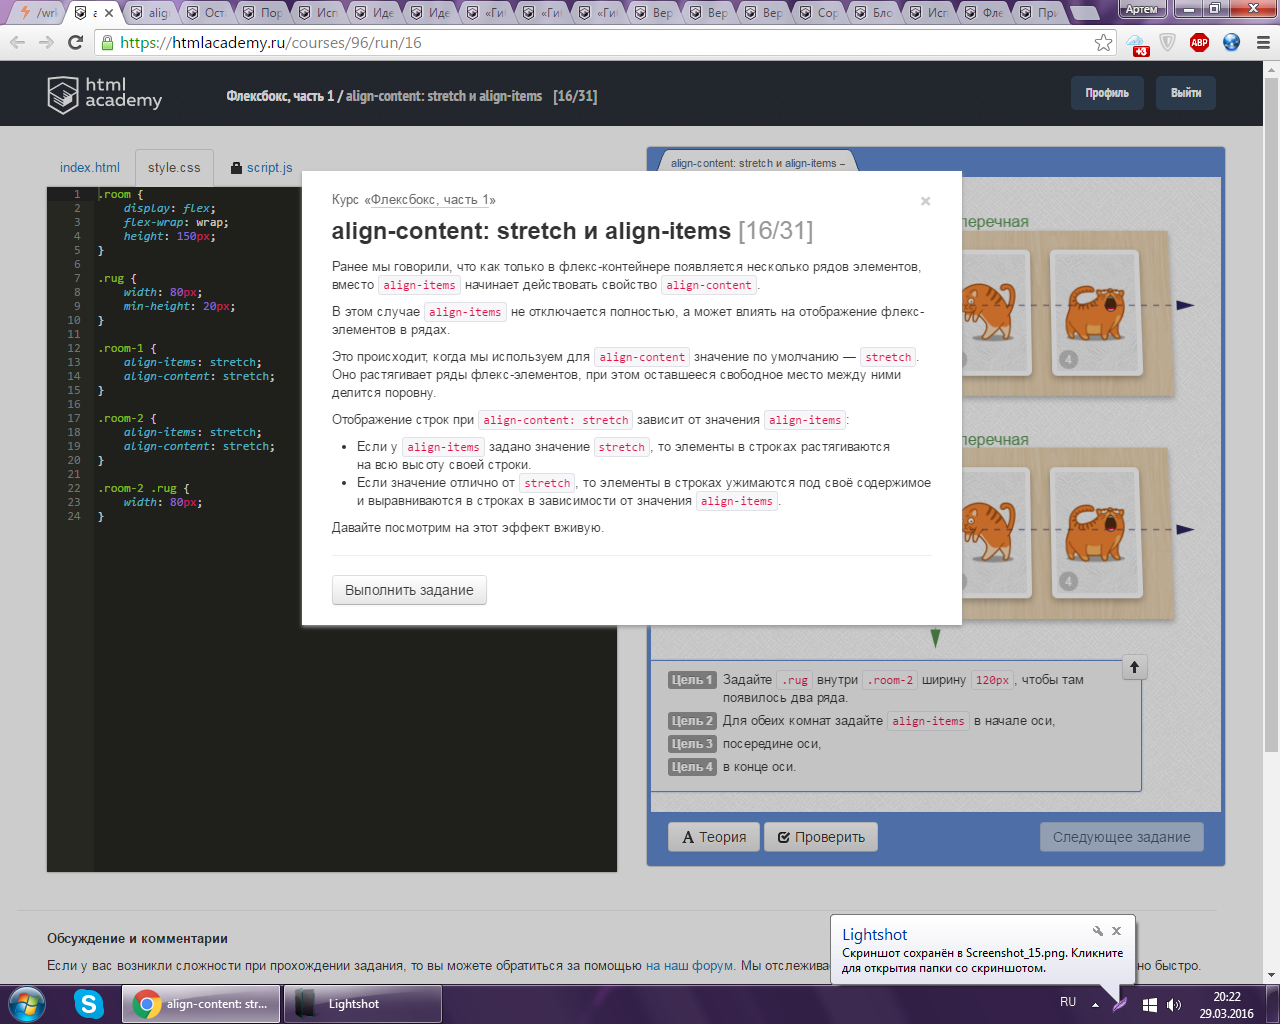 /wrk
a
align
Ост
Пор
Исп
Иде
Иде
«Ги
«Ги
«Ги
Вер
Вер
Вер
Сор
Бло
Исп
Фле
При
Артем
https://htmlacademy.ru/courses/96/run/16
+3
ABP
html
academy
Флексбокс, часть 1 / align-content: stretch и align-items [16/31]
Профиль
Выйти
index.html
style.css
script.js
align-content: stretch и align-items –
1 .room {
2 display: flex;
3 flex-wrap: wrap;
4 height: 150px;
5 }
6
7 .rug {
8 width: 80px;
9 min-height: 20px;
10 }
11
12 .room-1 {
13 align-items: stretch;
14 align-content: stretch;
15 }
16
17 .room-2 {
18 align-items: stretch;
19 align-content: stretch;
20 }
21
22 .room-2 .rug {
23 width: 80px;
24 }
Курс «Флексбокс, часть 1»
×
align-content: stretch и align-items [16/31]
Ранее мы говорили, что как только в флекс-контейнере появляется несколько рядов элементов,
вместо align-items начинает действовать свойство align-content.
В этом случае align-items не отключается полностью, а может влиять на отображение флекс-
элементов в рядах.
Это происходит, когда мы используем для align-content значение по умолчанию — stretch.
Оно растягивает ряды флекс-элементов, при этом оставшееся свободное место между ними
делится поровну.
Отображение строк при align-content: stretch зависит от значения align-items:
• Если у align-items задано значение stretch, то элементы в строках растягиваются
на всю высоту своей строки.
• Если значение отлично от stretch, то элементы в строках ужимаются под своё содержимое
и выравниваются в строках в зависимости от значения align-items.
Давайте посмотрим на этот эффект вживую.
Выполнить задание
перечная
4
перечная
4
Цель 1 Задайте .rug внутри .room-2 ширину 120px, чтобы там
появилось два ряда.
Цель 2 Для обеих комнат задайте align-items в начале оси,
Цель 3 посередине оси,
Цель 4 в конце оси.
Теория
Проверить
Следующее задание
Обсуждение и комментарии
Если у вас возникли сложности при прохождении задания, то вы можете обратиться за помощью на наш форум. Мы отслежива
но быстро.
Lightshot
Скриншот сохранён в Screenshot_15.png. Кликните
для открытия папки со скриншотом.
align-content: str...
Lightshot
RU
20:22
29.03.2016